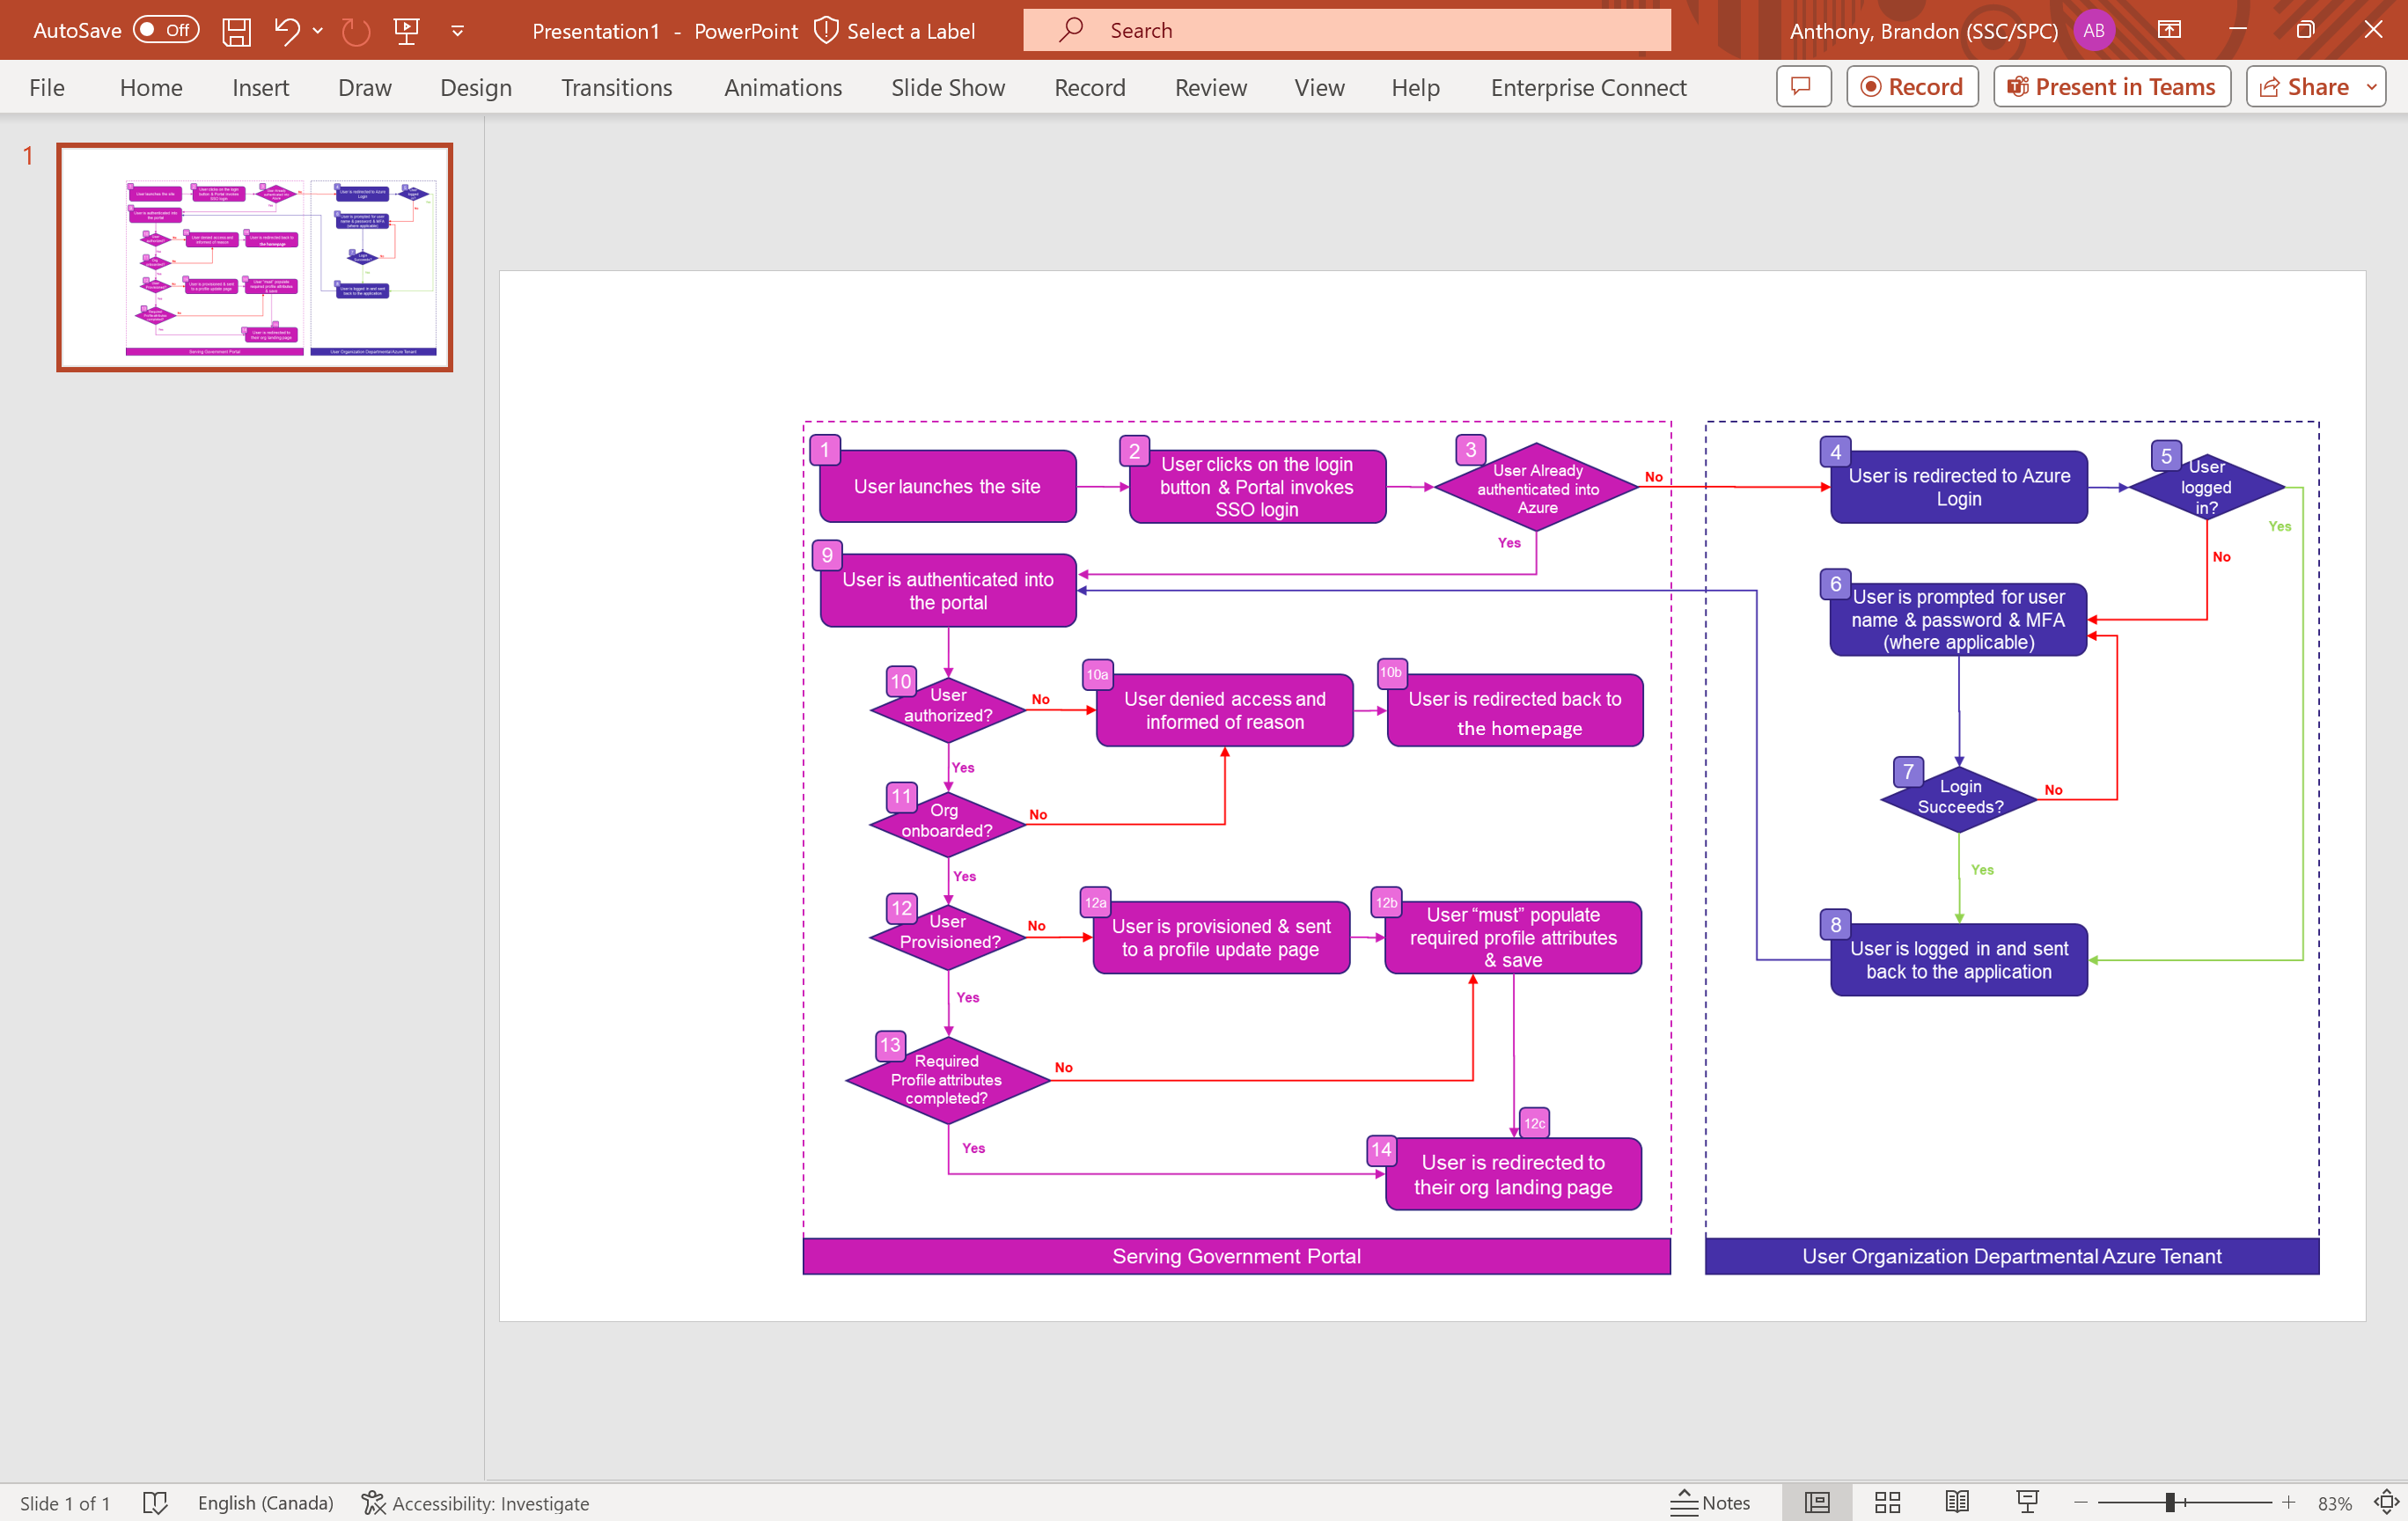 AutoSave Off
Presentation1 - PowerPoint
Select a Label
Search
Anthony, Brandon (SSC/SPC)
AB
File Home Insert Draw Design Transitions Animations Slide Show Record Review View Help Enterprise Connect
Record
Present in Teams
Share
1
1
User launches the site
2
User clicks on the login
button & Portal invokes
SSO login
3
User Already
authenticated into
Azure
No
Yes
4
User is redirected to Azure
Login
5
User
logged
in?
Yes
No
9
User is authenticated into
the portal
6
User is prompted for user
name & password & MFA
(where applicable)
10
User
authorized?
No
Yes
10a
User denied access and
informed of reason
10b
User is redirected back to
the homepage
7
Login
Succeeds?
No
Yes
11
Org
onboarded?
No
Yes
12
User
Provisioned?
No
Yes
12a
User is provisioned & sent
to a profile update page
12b
User “must” populate
required profile attributes
& save
8
User is logged in and sent
back to the application
13
Required
Profile attributes
completed?
No
Yes
12c
14
User is redirected to
their org landing page
Serving Government Portal
User Organization Departmental Azure Tenant
Slide 1 of 1
English (Canada)
Accessibility: Investigate
Notes
83%